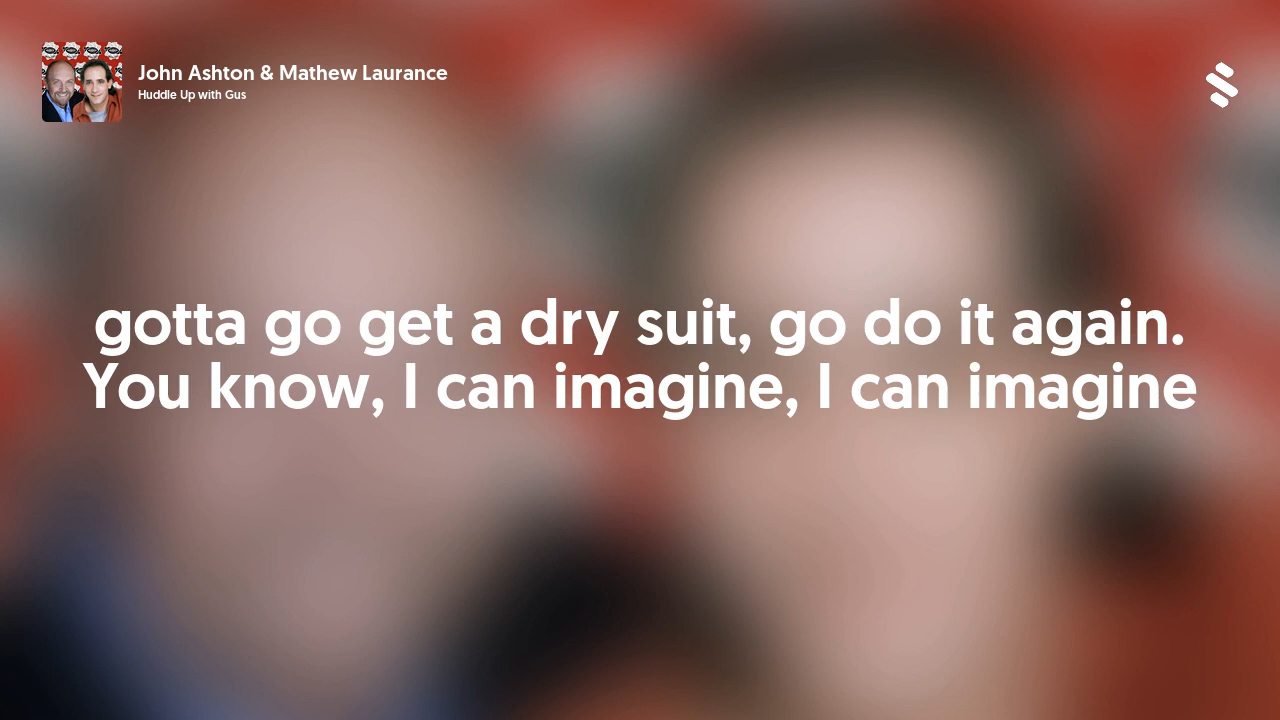 John Ashton & Mathew Laurance
Huddle Up with Gus
gotta go get a dry suit, go do it again.
You know, I can imagine, I can imagine